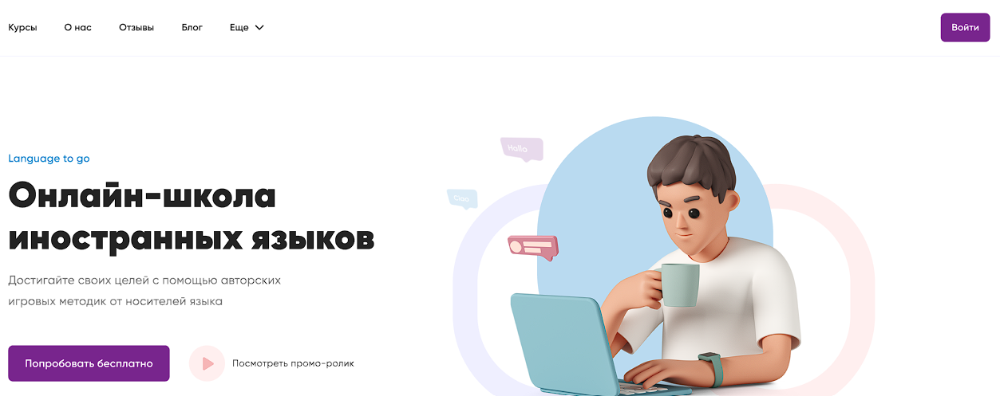 Курсы О нас Отзывы Блог Еще Войти
Language to go
Hallo
Онлайн-школа
Ciao
иностранных языков
Достигайте своих целей с помощью авторских
игровых методик от носителей языка
Попробовать бесплатно Посмотреть промо-ролик